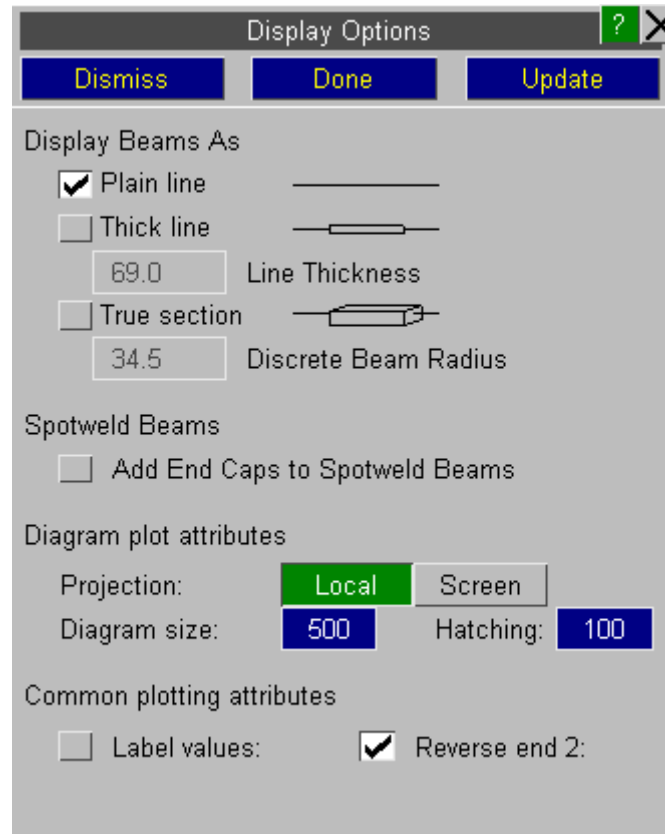 Display Options ?
Dismiss Done Update
Display Beams As
Plain line
Thick line
69.0 Line Thickness
True section
34.5 Discrete Beam Radius
Spotweld Beams
Add End Caps to Spotweld Beams
Diagram plot attributes
Projection: Local Screen
Diagram size: 500 Hatching: 100
Common plotting attributes
Label values: Reverse end 2: